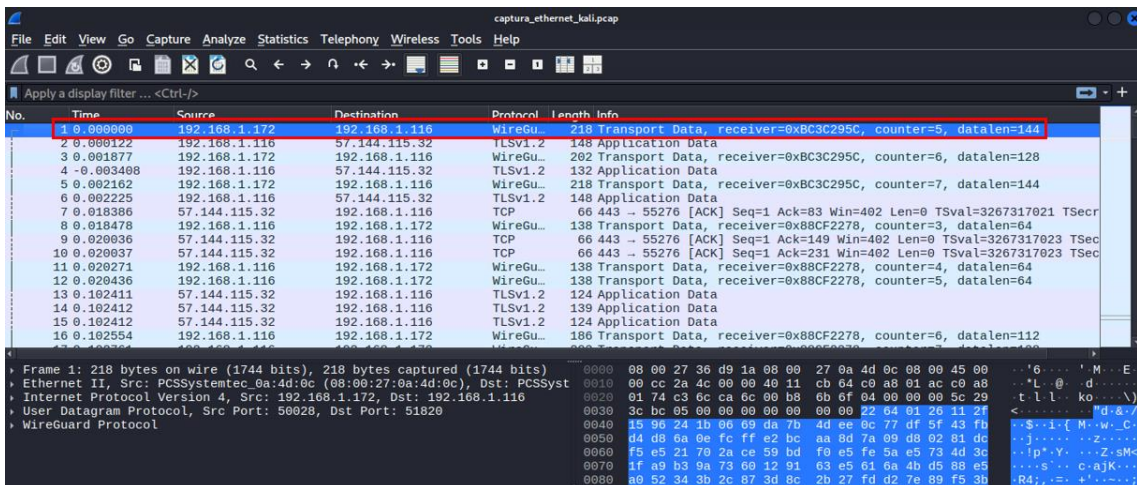 captura_ethernet_kali.pcap
File Edit View Go Capture Analyze Statistics Telephony Wireless Tools Help
Apply a display filter ... <Ctrl-/>
No. Time Source Destination Protocol Length Info
1 0.000000 192.168.1.172 192.168.1.116 WireGu… 218 Transport Data, receiver=0xBC3C295C, counter=5, datalen=144
2 0.000122 192.168.1.116 57.144.115.32 TLSv1.2 148 Application Data
3 0.001877 192.168.1.172 192.168.1.116 WireGu… 202 Transport Data, receiver=0xBC3C295C, counter=6, datalen=128
4 -0.003408 192.168.1.116 57.144.115.32 TLSv1.2 132 Application Data
5 0.002162 192.168.1.172 192.168.1.116 WireGu… 218 Transport Data, receiver=0xBC3C295C, counter=7, datalen=144
6 0.002225 192.168.1.116 57.144.115.32 TLSv1.2 148 Application Data
7 0.018386 57.144.115.32 192.168.1.116 TCP 66 443 → 55276 [ACK] Seq=1 Ack=83 Win=402 Len=0 TSval=3267317021 TSecr
8 0.018478 192.168.1.116 192.168.1.172 WireGu… 138 Transport Data, receiver=0x88CF2278, counter=3, datalen=64
9 0.020036 57.144.115.32 192.168.1.116 TCP 66 443 → 55276 [ACK] Seq=1 Ack=149 Win=402 Len=0 TSval=3267317023 TSec
10 0.020037 57.144.115.32 192.168.1.116 TCP 66 443 → 55276 [ACK] Seq=1 Ack=231 Win=402 Len=0 TSval=3267317023 TSec
11 0.020271 192.168.1.116 192.168.1.172 WireGu… 138 Transport Data, receiver=0x88CF2278, counter=4, datalen=64
12 0.020436 192.168.1.116 192.168.1.172 WireGu… 138 Transport Data, receiver=0x88CF2278, counter=5, datalen=64
13 0.102411 57.144.115.32 192.168.1.116 TLSv1.2 124 Application Data
14 0.102412 57.144.115.32 192.168.1.116 TLSv1.2 139 Application Data
15 0.102412 57.144.115.32 192.168.1.116 TLSv1.2 124 Application Data
16 0.102554 192.168.1.116 192.168.1.172 WireGu… 186 Transport Data, receiver=0x88CF2278, counter=6, datalen=112
Frame 1: 218 bytes on wire (1744 bits), 218 bytes captured (1744 bits)
Ethernet II, Src: PCSSystemtec_0a:4d:0c (08:00:27:0a:4d:0c), Dst: PCSSyst
Internet Protocol Version 4, Src: 192.168.1.172, Dst: 192.168.1.116
User Datagram Protocol, Src Port: 50028, Dst Port: 51820
WireGuard Protocol
0000 08 00 27 36 d9 1a 08 00 27 0a 4d 0c 08 00 45 00
0010 00 cc 2a 4c 00 00 40 11 cb 64 c0 a8 01 ac c0 a8
0020 01 74 c3 6c ca 6c 00 b8 6b 6f 04 00 00 00 5c 29
0030 3c bc 05 00 00 00 00 00 00 00 22 64 01 26 11 2f
0040 15 96 24 1b 06 69 da 7b 4d ee 0c 77 df 5f 43 fb
0050 d4 d8 6a 0e fc ff e2 bc aa 8d 7a 09 d8 02 81 dc
0060 f5 e5 21 70 2a ce 59 bd f0 e5 fe 5a e5 73 4d 3c
0070 1f a9 b3 9a 73 60 12 91 63 e5 61 6a 4b d5 88 e5
0080 a0 52 34 3b 2c 87 3d 8c 2b 27 fd d2 7e 89 f5 3b